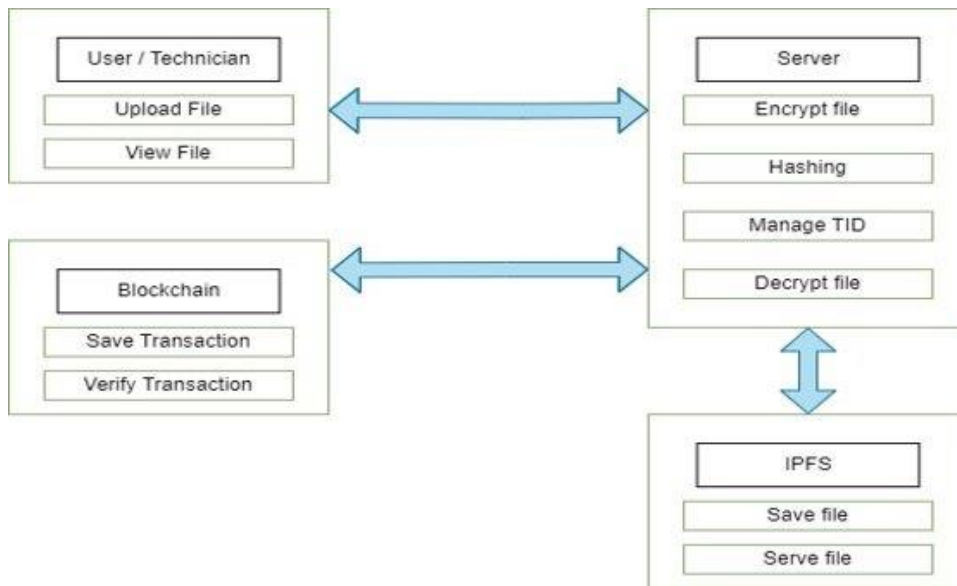 User / Technician
Upload File
View File
Server
Encrypt file
Hashing
Manage TID
Decrypt file
Blockchain
Save Transaction
Verify Transaction
IPFS
Save file
Serve file